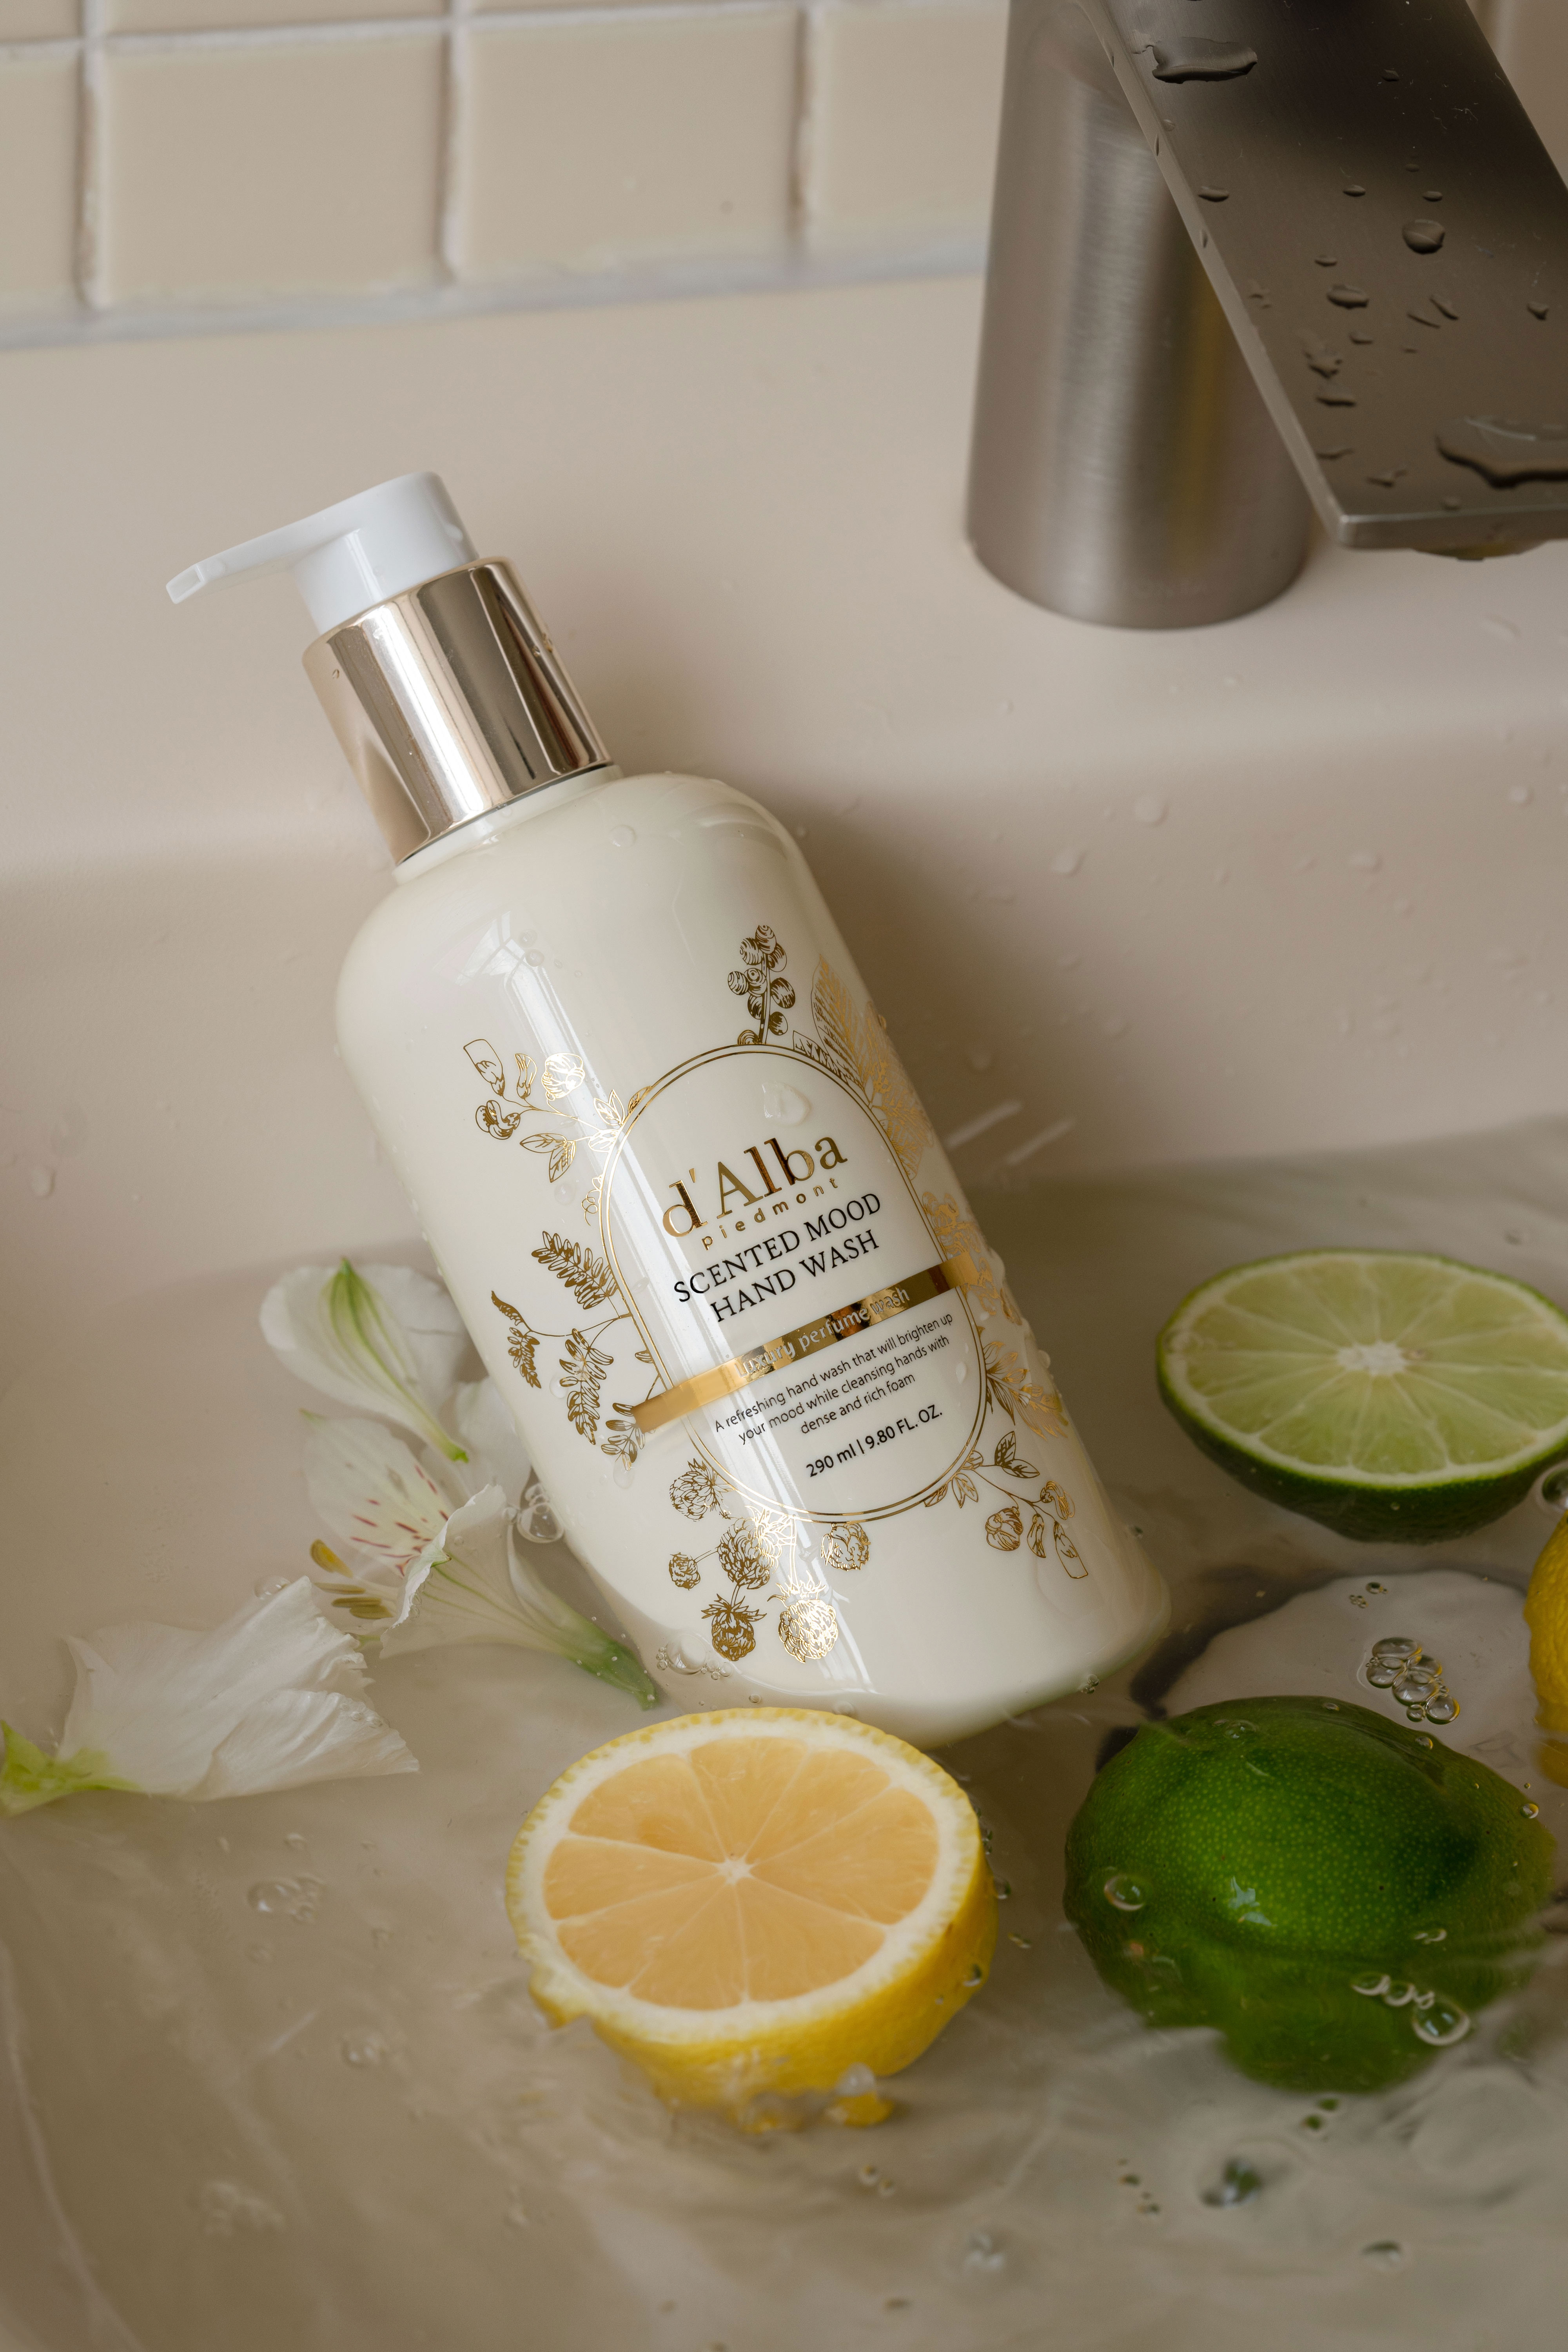 d'Alba
piedmont
SCENTED MOOD
HAND WASH
luxury perfume wash
A refreshing hand wash that will brighten up
your mood while cleansing hands with
dense and rich foam
290 ml | 9.80 FL. OZ.